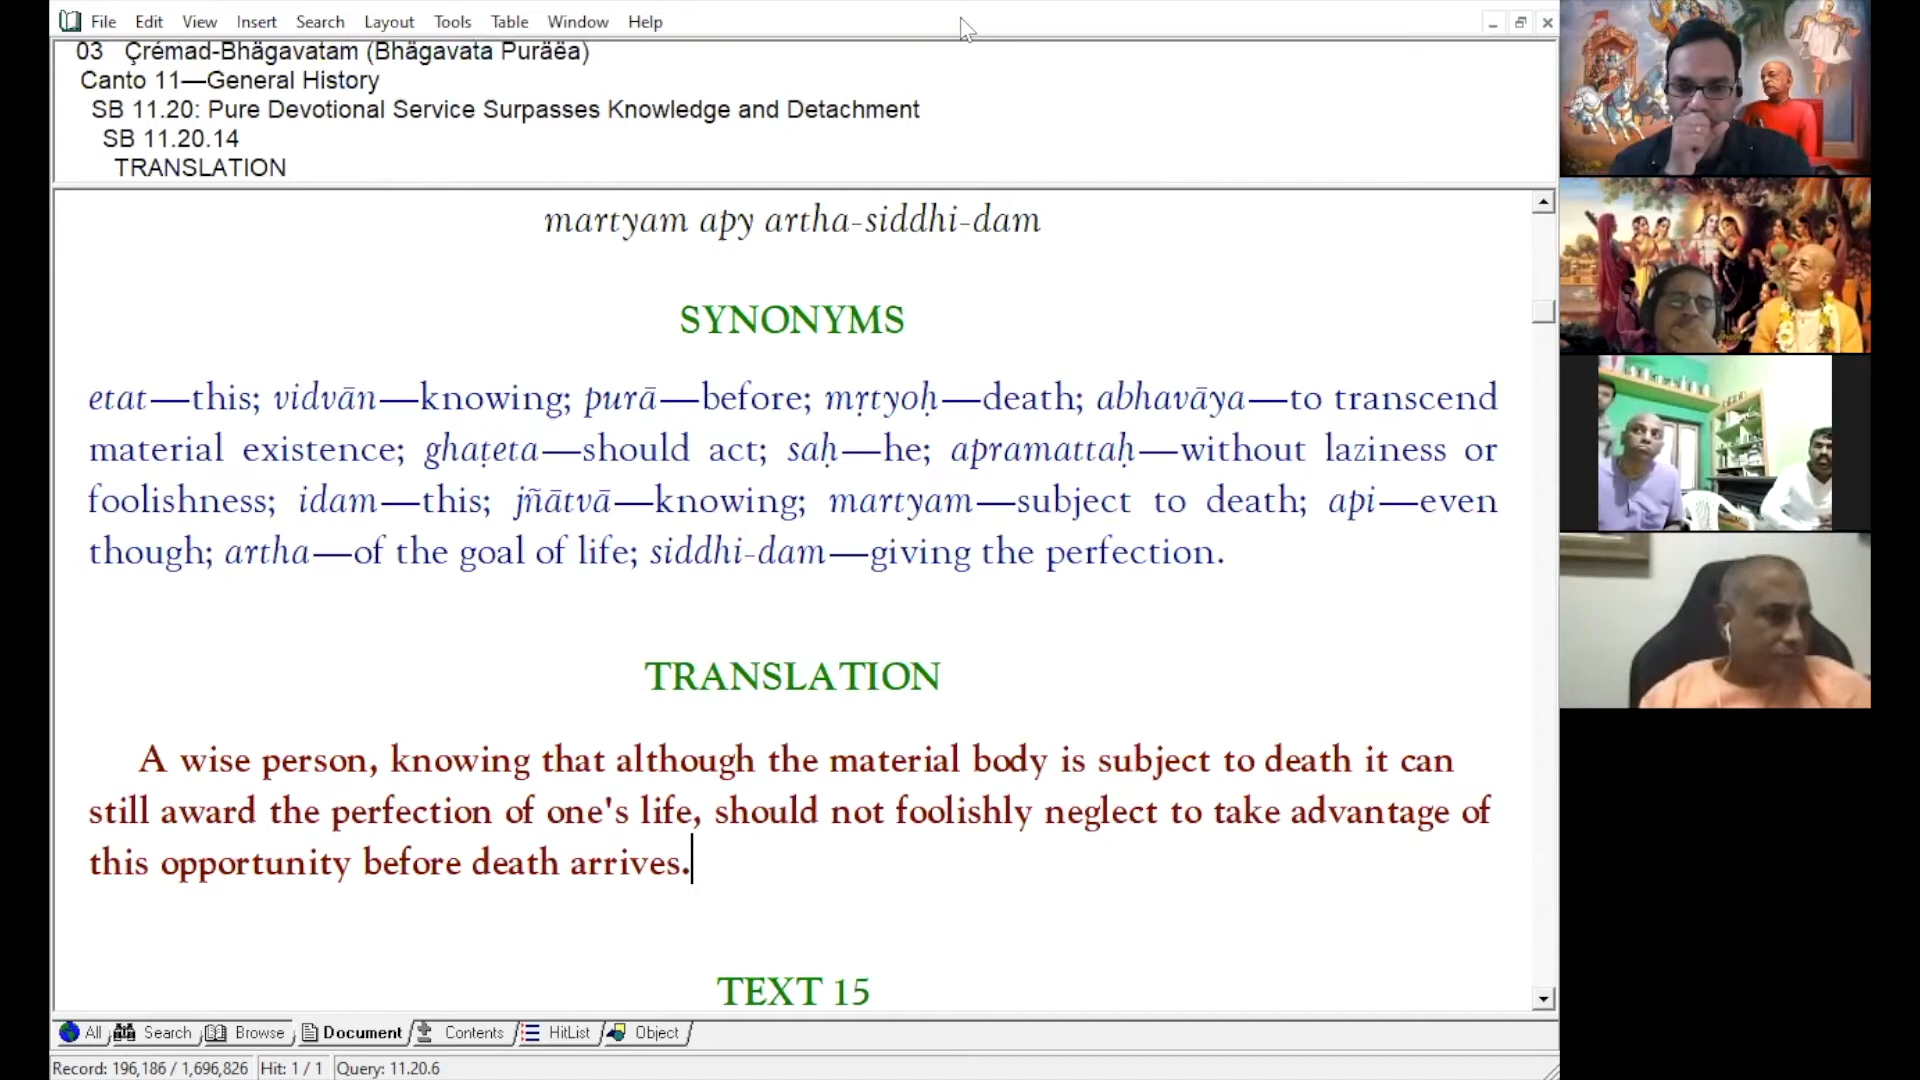 File Edit View Insert Search Layout Tools Table Window Help
03 Çrémad-Bhägavatam (Bhägavata Puräëa)
Canto 11—General History
SB 11.20: Pure Devotional Service Surpasses Knowledge and Detachment
SB 11.20.14
TRANSLATION
martyam apy artha-siddhi-dam
SYNONYMS
etat—this; vidvān—knowing; purā—before; mṛtyoḥ—death; abhavāya—to transcend
material existence; ghaṭeta—should act; saḥ—he; apramattaḥ—without laziness or
foolishness; idam—this; jñātvā—knowing; martyam—subject to death; api—even
though; artha—of the goal of life; siddhi-dam—giving the perfection.
TRANSLATION
A wise person, knowing that although the material body is subject to death it can
still award the perfection of one's life, should not foolishly neglect to take advantage of
this opportunity before death arrives.
TEXT 15
All Search Browse Document Contents HitList Object
Record: 196,186 / 1,696,826 Hit: 1 / 1 Query: 11.20.6